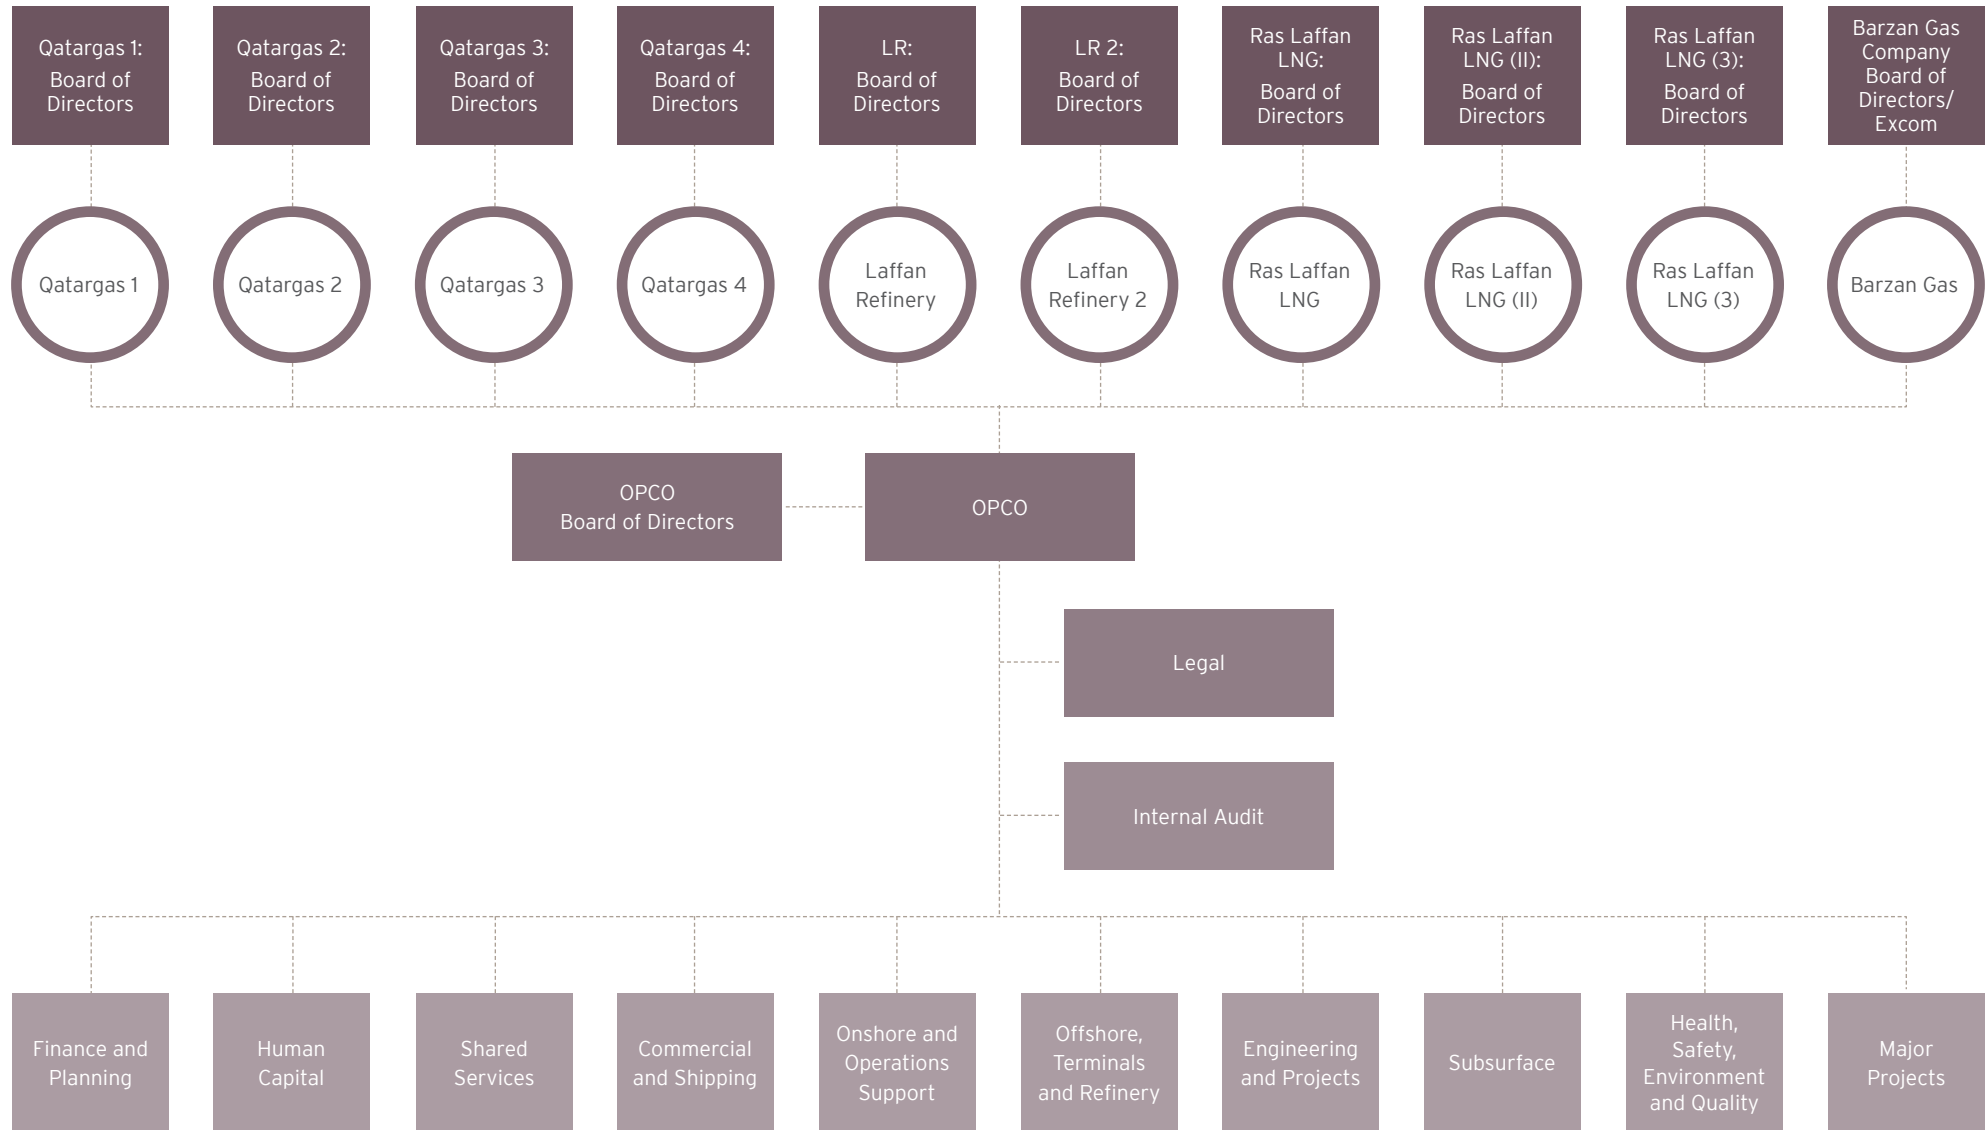 Qatargas 1:
Board of
Directors
Qatargas 2:
Board of
Directors
Qatargas 3:
Board of
Directors
Qatargas 4:
Board of
Directors
LR:
Board of
Directors
LR 2:
Board of
Directors
Ras Laffan
LNG:
Board of
Directors
Ras Laffan
LNG (II):
Board of
Directors
Ras Laffan
LNG (3):
Board of
Directors
Barzan Gas
Company
Board of
Directors/
Excom
Qatargas 1
Qatargas 2
Qatargas 3
Qatargas 4
Laffan
Refinery
Laffan
Refinery 2
Ras Laffan
LNG
Ras Laffan
LNG (II)
Ras Laffan
LNG (3)
Barzan Gas
OPCO
Board of Directors
OPCO
Legal
Internal Audit
Finance and
Planning
Human
Capital
Shared
Services
Commercial
and Shipping
Onshore and
Operations
Support
Offshore,
Terminals
and Refinery
Engineering
and Projects
Subsurface
Health,
Safety,
Environment
and Quality
Major
Projects